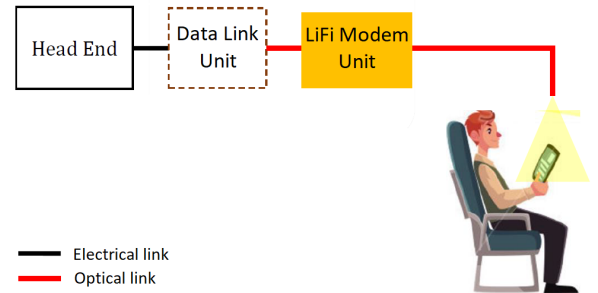 Head End
Data Link
Unit
LiFi Modem
Unit
Electrical link
Optical link